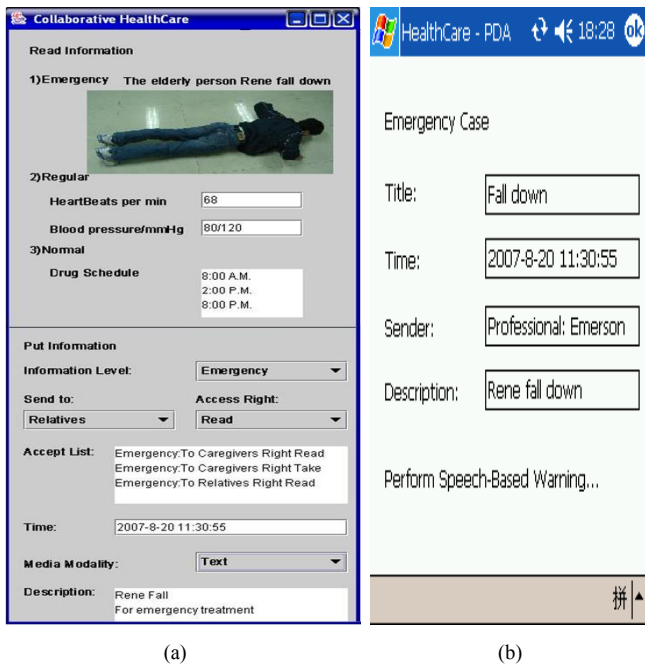 Collaborative HealthCare
Read Information
1)Emergency The elderly person Rene fall down
2)Regular
HeartBeats per min 68
Blood pressure/mmHg 80/120
3)Normal
Drug Schedule 8:00 A.M.
2:00 P.M.
8:00 P.M.
Put Information
Information Level: Emergency
Send to: Access Right:
Relatives Read
Accept List: Emergency:To Caregivers Right Read
Emergency:To Caregivers Right Take
Emergency:To Relatives Right Read
Time: 2007-8-20 11:30:55
Media Modality: Text
Description: Rene Fall
For emergency treatment
(a)
HealthCare - PDA 18:28 ok
Emergency Case
Title: Fall down
Time: 2007-8-20 11:30:55
Sender: Professional: Emerson
Description: Rene fall down
Perform Speech-Based Warning...
拼
(b)